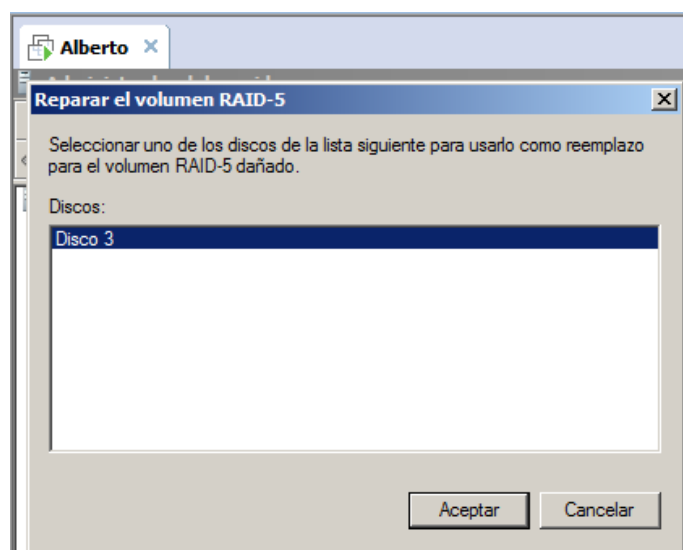 Alberto
Reparar el volumen RAID-5
Seleccionar uno de los discos de la lista siguiente para usarlo como reemplazo
para el volumen RAID-5 dañado.
Discos:
Disco 3
Aceptar
Cancelar